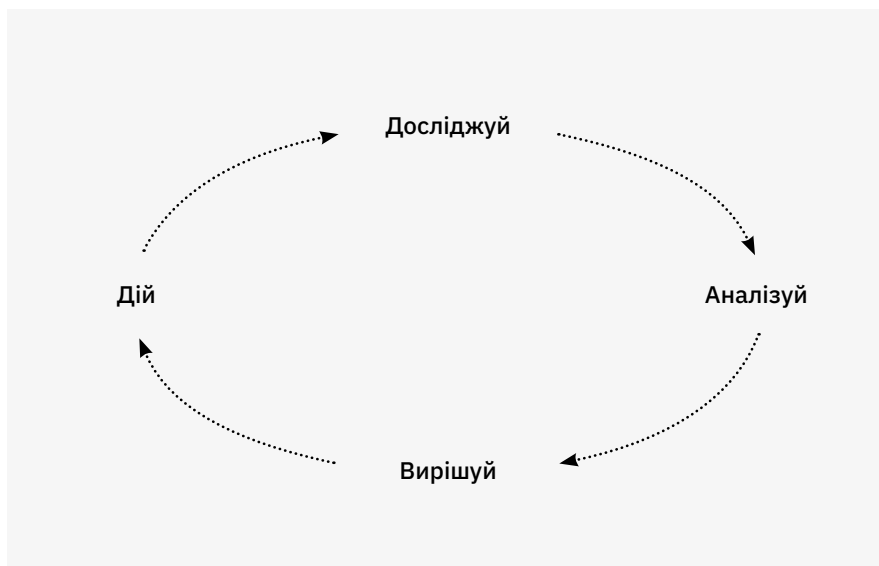 Досліджуй
Дій
Аналізуй
Вирішуй